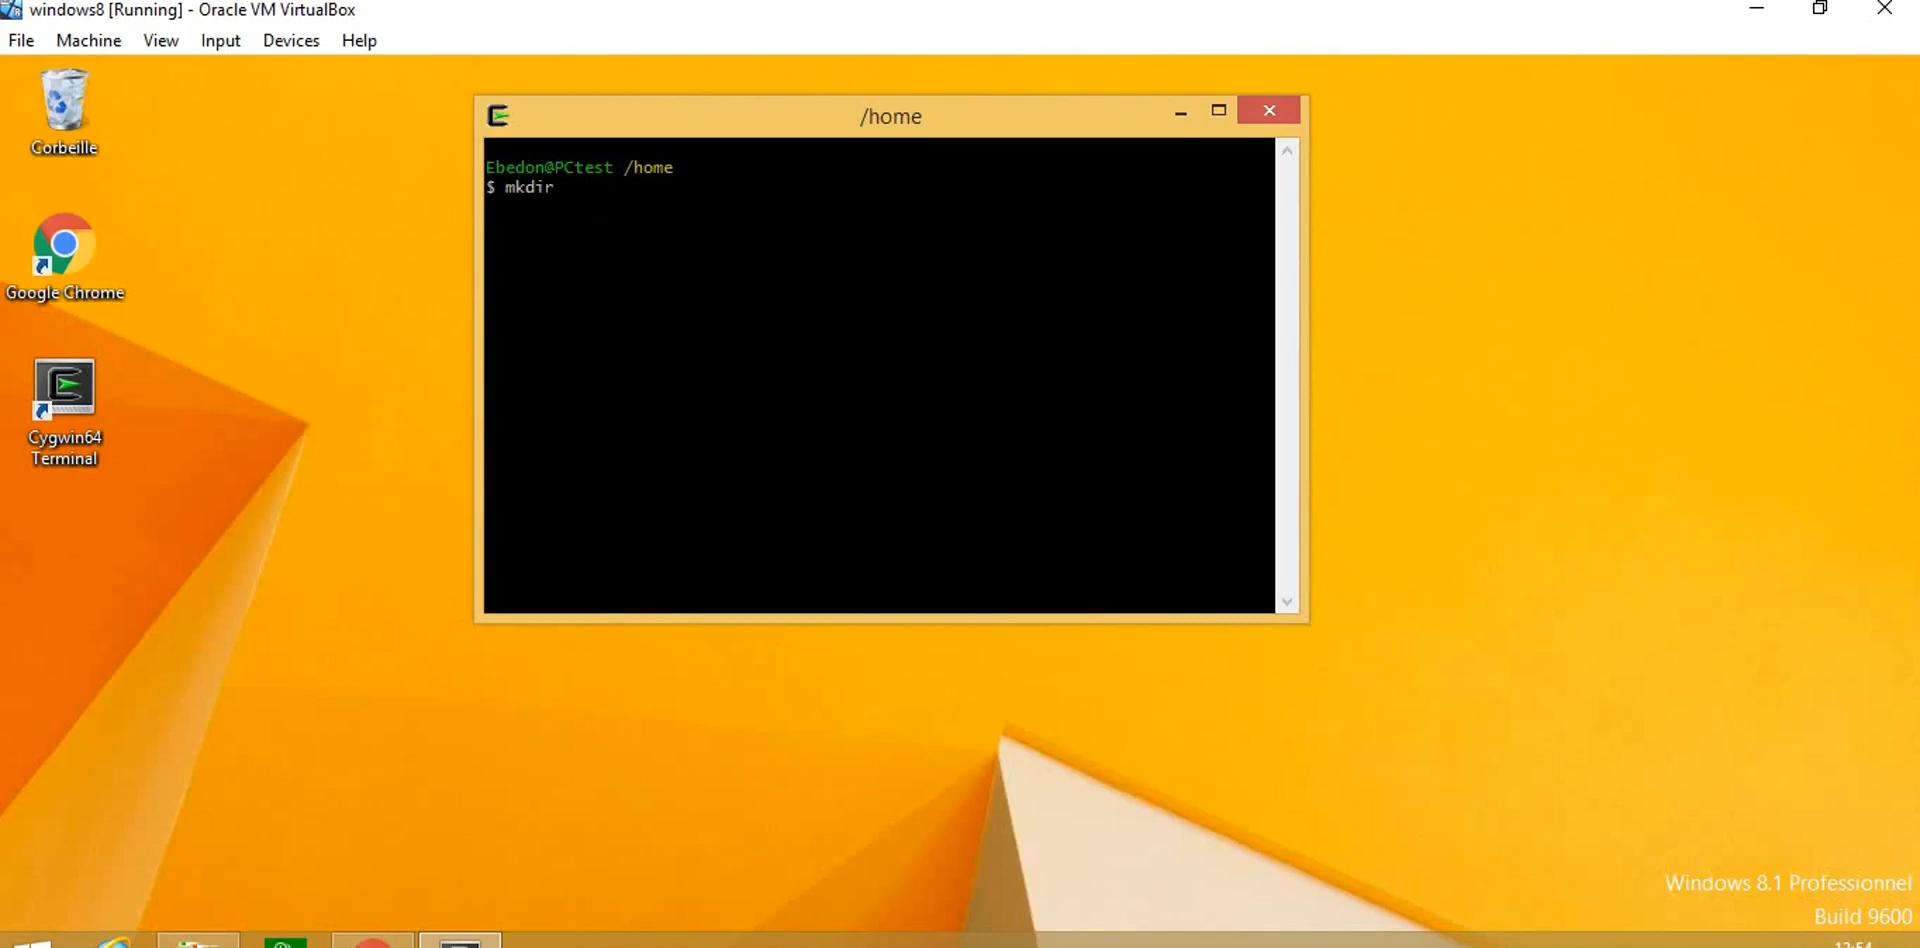 windows8 [Running] - Oracle VM VirtualBox
File Machine View Input Devices Help
Corbeille
Google Chrome
Cygwin64
Terminal
/home
Ebedon@PCtest /home
$ mkdir
Windows 8.1 Professionnel
Build 9600